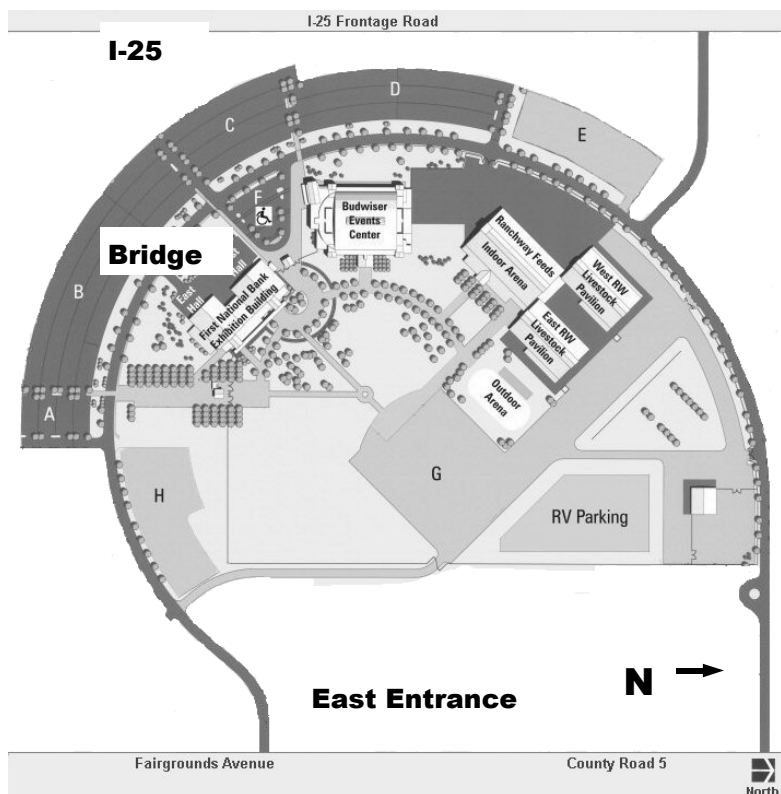 I-25 Frontage Road
I-25
D
C
E
F
Budwiser
Events
Center
Ranchway Feeds
Indoor Arena
West RW
Livestock
Pavilion
Bridge
Hall
East
Hall
B
First National Bank
Exhibition Building
East RW
Livestock
Pavilion
Outdoor
Arena
A
H
G
RV Parking
East Entrance
N
Fairgrounds Avenue
County Road 5
North